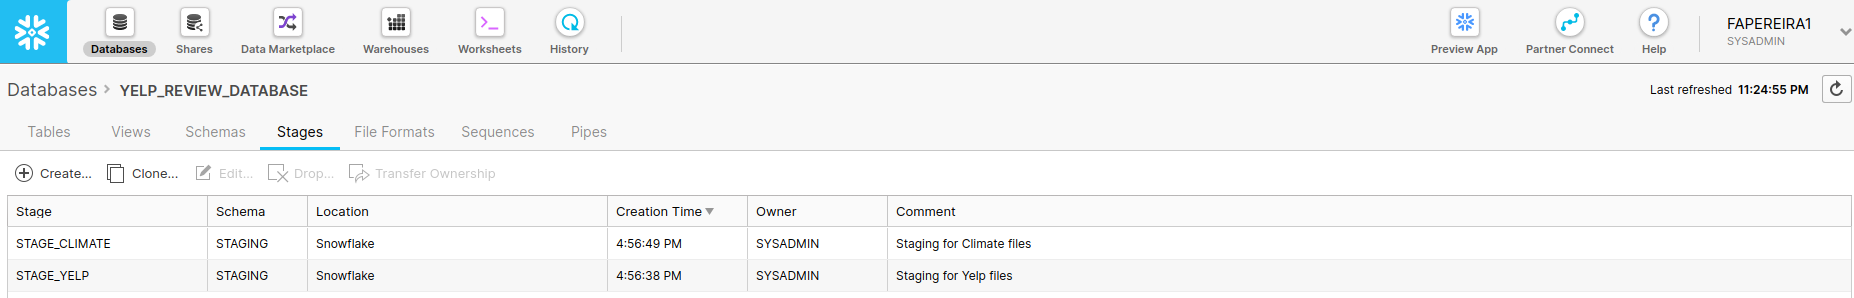 Databases Shares Data Marketplace Warehouses Worksheets History Preview App Partner Connect Help FAPEREIRA1
SYSADMIN
Databases > YELP_REVIEW_DATABASE Last refreshed 11:24:55 PM
Tables Views Schemas Stages File Formats Sequences Pipes
Create... Clone... Edit... Drop... Transfer Ownership
Stage Schema Location Creation Time Owner Comment
STAGE_CLIMATE STAGING Snowflake 4:56:49 PM SYSADMIN Staging for Climate files
STAGE_YELP STAGING Snowflake 4:56:38 PM SYSADMIN Staging for Yelp files